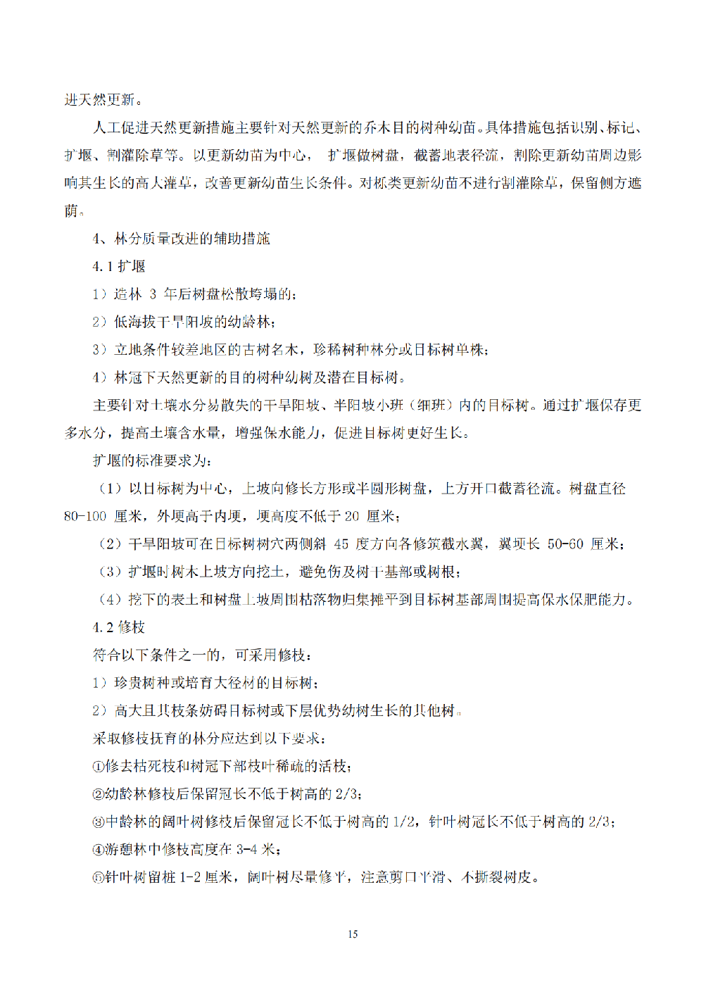 进天然更新。
人工促进天然更新措施主要针对天然更新的乔木目的树种幼苗。具体措施包括识别、标记、
扩堰、割灌除草等。以更新幼苗为中心， 扩堰做树盘，截蓄地表径流，割除更新幼苗周边影
响其生长的高大灌草，改善更新幼苗生长条件。对栎类更新幼苗不进行割灌除草，保留侧方遮
荫。
4、林分质量改进的辅助措施
4.1 扩堰
1）造林 3 年后树盘松散垮塌的；
2）低海拔干旱阳坡的幼龄林；
3）立地条件较差地区的古树名木，珍稀树种林分或目标树单株；
4）林冠下天然更新的目的树种幼树及潜在目标树。
主要针对土壤水分易散失的干旱阳坡、半阳坡小班（细班）内的目标树。通过扩堰保存更
多水分，提高土壤含水量，增强保水能力，促进目标树更好生长。
扩堰的标准要求为：
（1）以目标树为中心，上坡向修长方形或半圆形树盘，上方开口截蓄径流。树盘直径
80-100 厘米，外埂高于内埂，埂高度不低于 20 厘米；
（2）干旱阳坡可在目标树树穴两侧斜 45 度方向各修筑截水翼，翼埂长 50-60 厘米；
（3）扩堰时树木上坡方向挖土，避免伤及树干基部或树根；
（4）挖下的表土和树盘上坡周围枯落物归集摊平到目标树基部周围提高保水保肥能力。
4.2 修枝
符合以下条件之一的，可采用修枝：
1）珍贵树种或培育大径材的目标树；
2）高大且其枝条妨碍目标树或下层优势幼树生长的其他树。
采取修枝抚育的林分应达到以下要求：
①修去枯死枝和树冠下部枝叶稀疏的活枝；
②幼龄林修枝后保留冠长不低于树高的 2/3；
③中龄林的阔叶树修枝后保留冠长不低于树高的 1/2，针叶树冠长不低于树高的 2/3；
④游憩林中修枝高度在 3-4 米；
⑤针叶树留桩 1-2 厘米，阔叶树尽量修平，注意剪口平滑、不撕裂树皮。
15